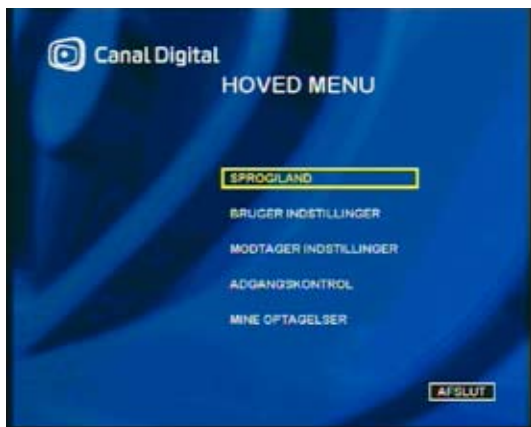 Canal Digital
HOVED MENU
SPROG/LAND
BRUGER INDSTILLINGER
MODTAGER INDSTILLINGER
ADGANGSKONTROL
MINE OPTAGELSER
AFSLUT